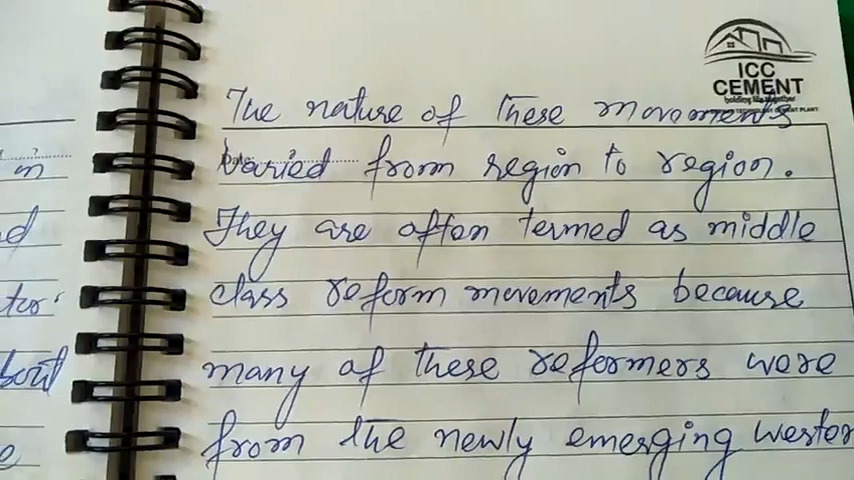 ICC
CEMENT
The nature of these movements
varied from region to region.
They are often termed as middle
class reform movements because
many of these reformers were
from the newly emerging wester
in